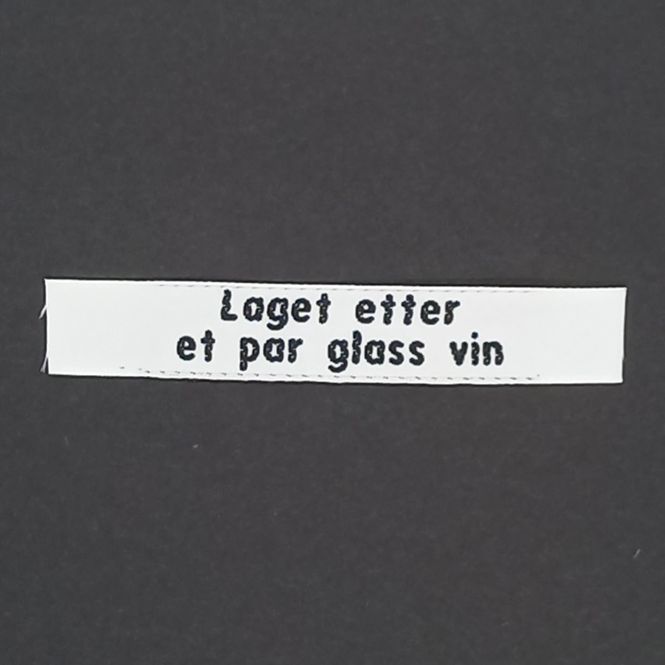 Laget etter
et par glass vin